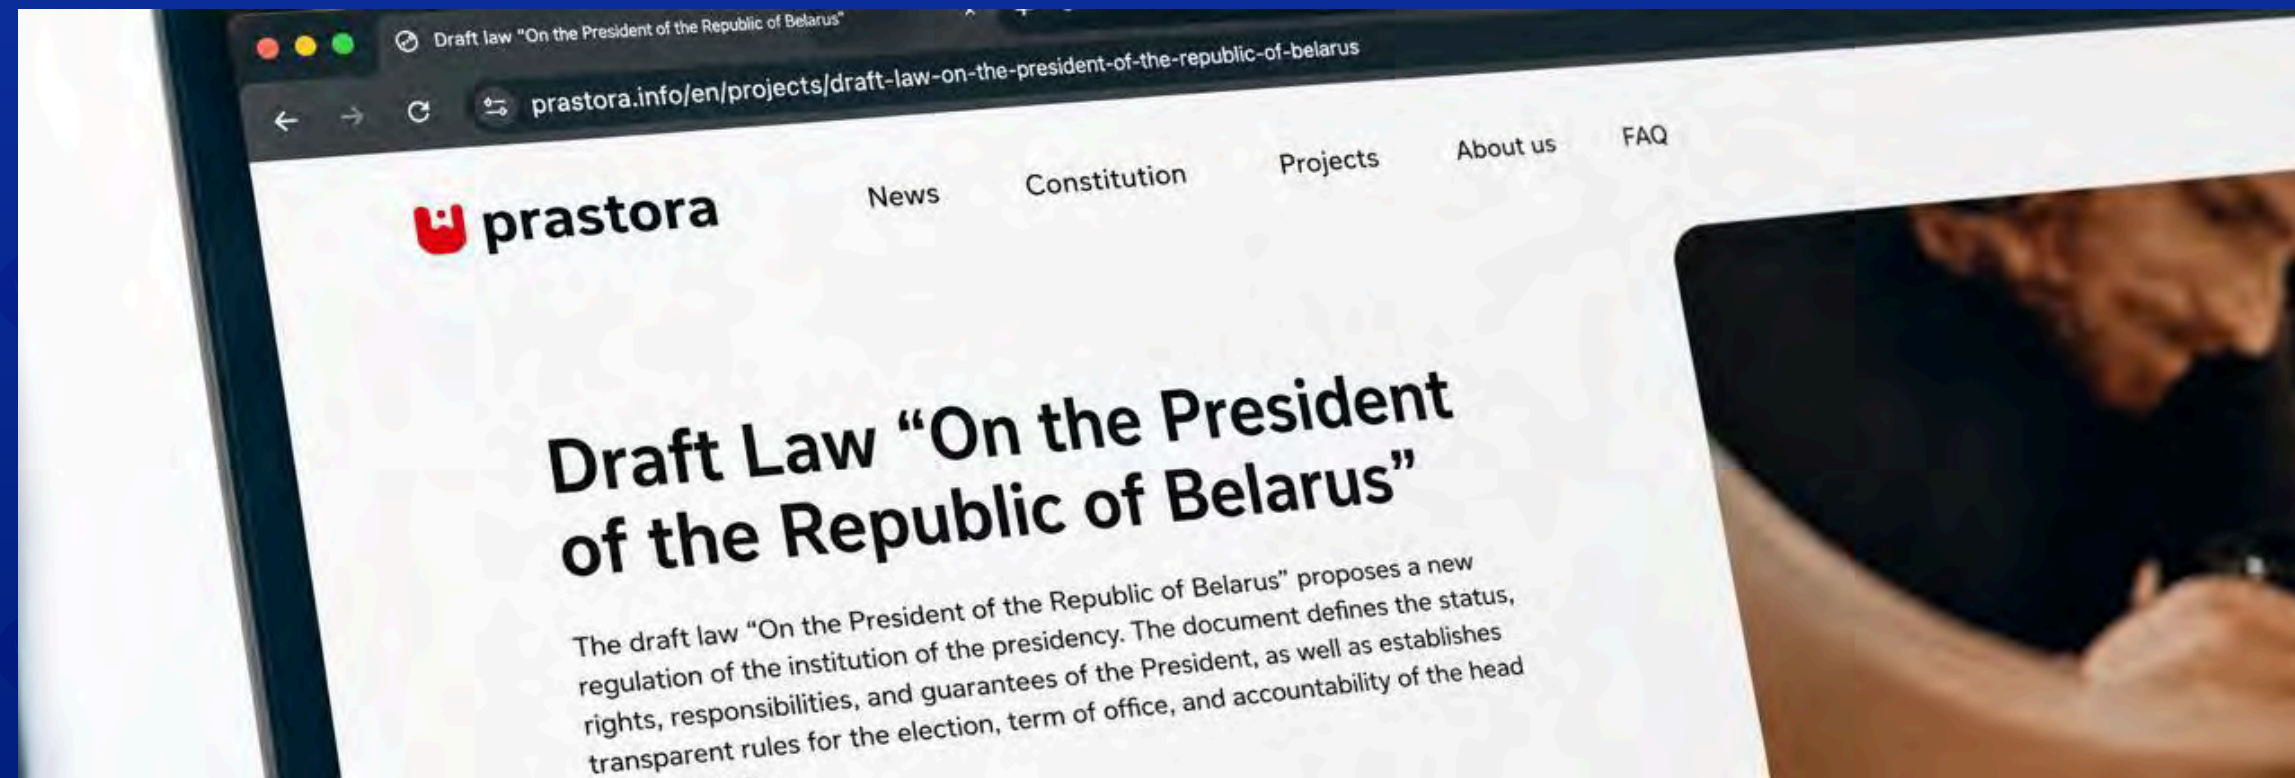 Draft law "On the President of the Republic of Belarus"
prastora.info/en/projects/draft-law-on-the-president-of-the-republic-of-belarus
prastora
News
Constitution
Projects
About us
FAQ
Draft Law “On the President
of the Republic of Belarus”
The draft law “On the President of the Republic of Belarus” proposes a new
regulation of the institution of the presidency. The document defines the status,
rights, responsibilities, and guarantees of the President, as well as establishes
transparent rules for the election, term of office, and accountability of the head